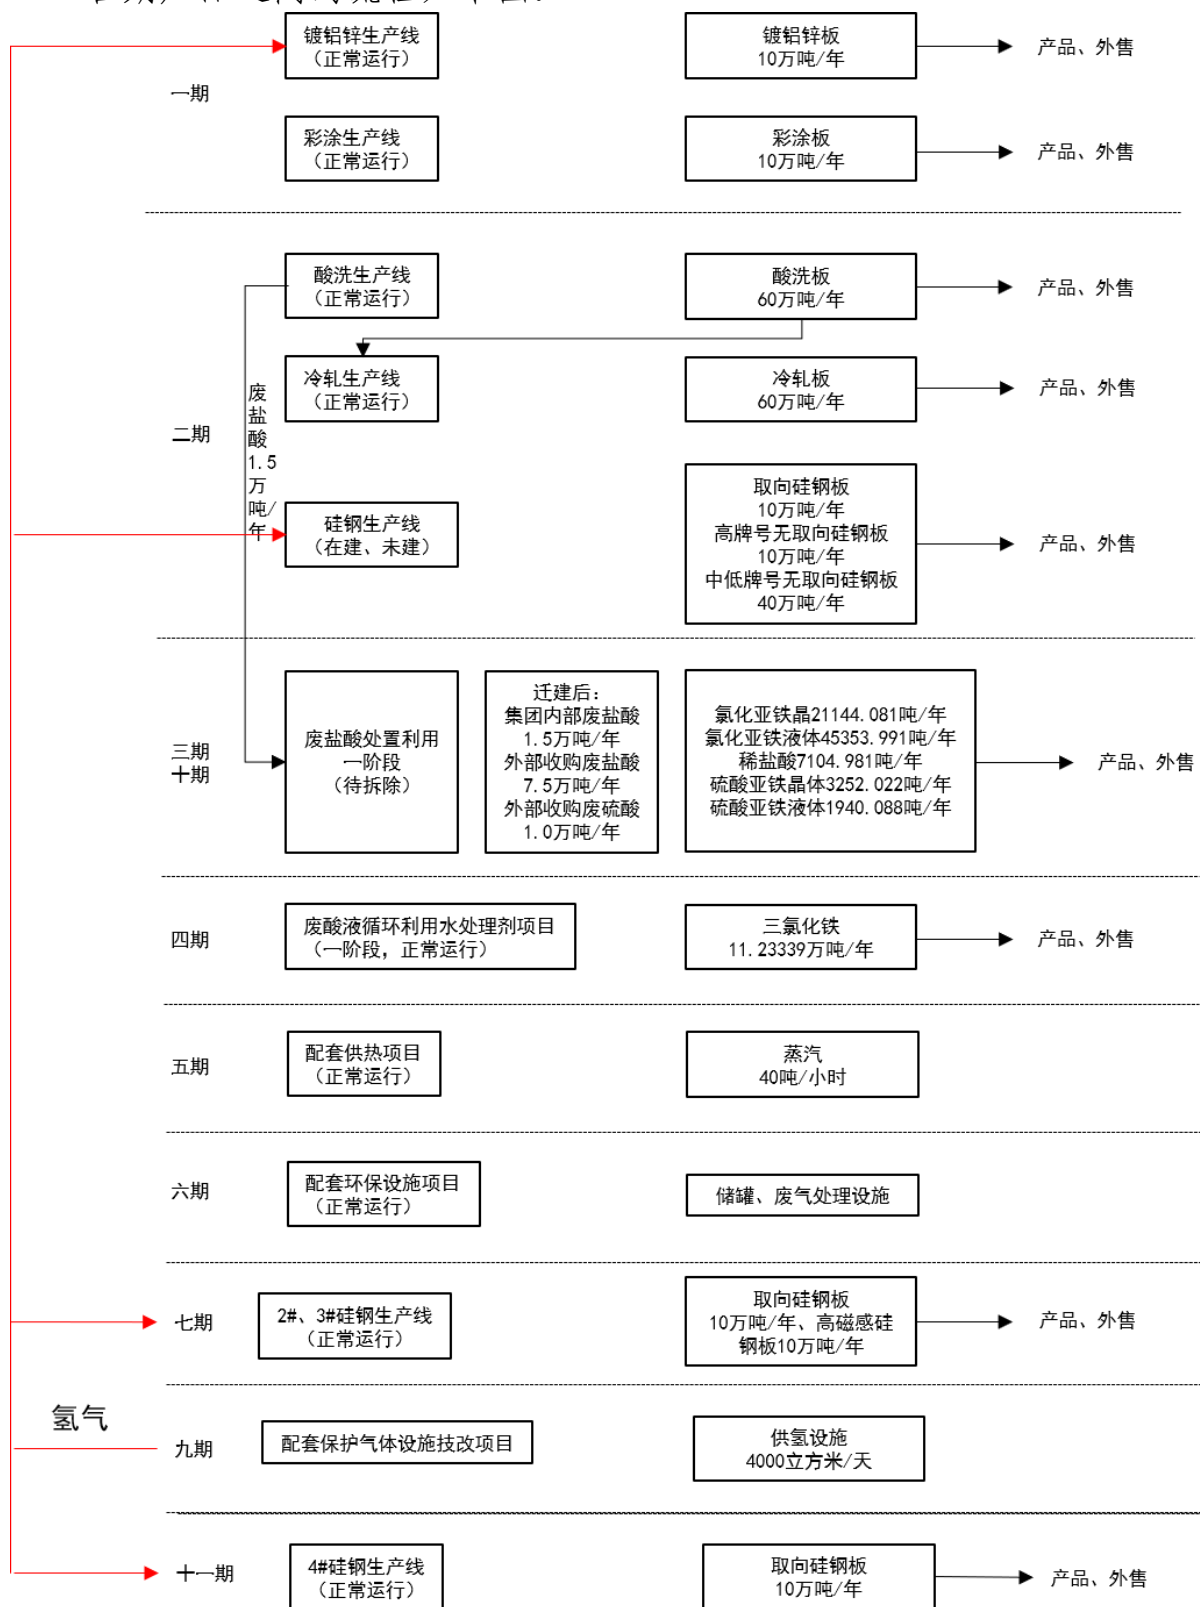 镀铝锌生产线
（正常运行）
镀铝锌板
10万吨/年
产品、外售
一期
彩涂生产线
（正常运行）
彩涂板
10万吨/年
产品、外售
酸洗生产线
（正常运行）
酸洗板
60万吨/年
产品、外售
冷轧生产线
（正常运行）
冷轧板
60万吨/年
产品、外售
废
盐
酸
1.5
万
吨/
年
二期
硅钢生产线
（在建、未建）
取向硅钢板
10万吨/年
高牌号无取向硅钢板
10万吨/年
中低牌号无取向硅钢板
40万吨/年
产品、外售
三期
十期
废盐酸处置利用
一阶段
（待拆除）
迁建后：
集团内部废盐酸
1.5万吨/年
外部收购废盐酸
7.5万吨/年
外部收购废硫酸
1.0万吨/年
氯化亚铁晶21144.081吨/年
氯化亚铁液体45353.991吨/年
稀盐酸7104.981吨/年
硫酸亚铁晶体3252.022吨/年
硫酸亚铁液体1940.088吨/年
产品、外售
四期
废酸液循环利用水处理剂项目
（一阶段，正常运行）
三氯化铁
11.23339万吨/年
产品、外售
五期
配套供热项目
（正常运行）
蒸汽
40吨/小时
六期
配套环保设施项目
（正常运行）
储罐、废气处理设施
七期
2#、3#硅钢生产线
（正常运行）
取向硅钢板
10万吨/年、高磁感硅
钢板10万吨/年
产品、外售
氢气
九期
配套保护气体设施技改项目
供氢设施
4000立方米/天
十一期
4#硅钢生产线
（正常运行）
取向硅钢板
10万吨/年
产品、外售